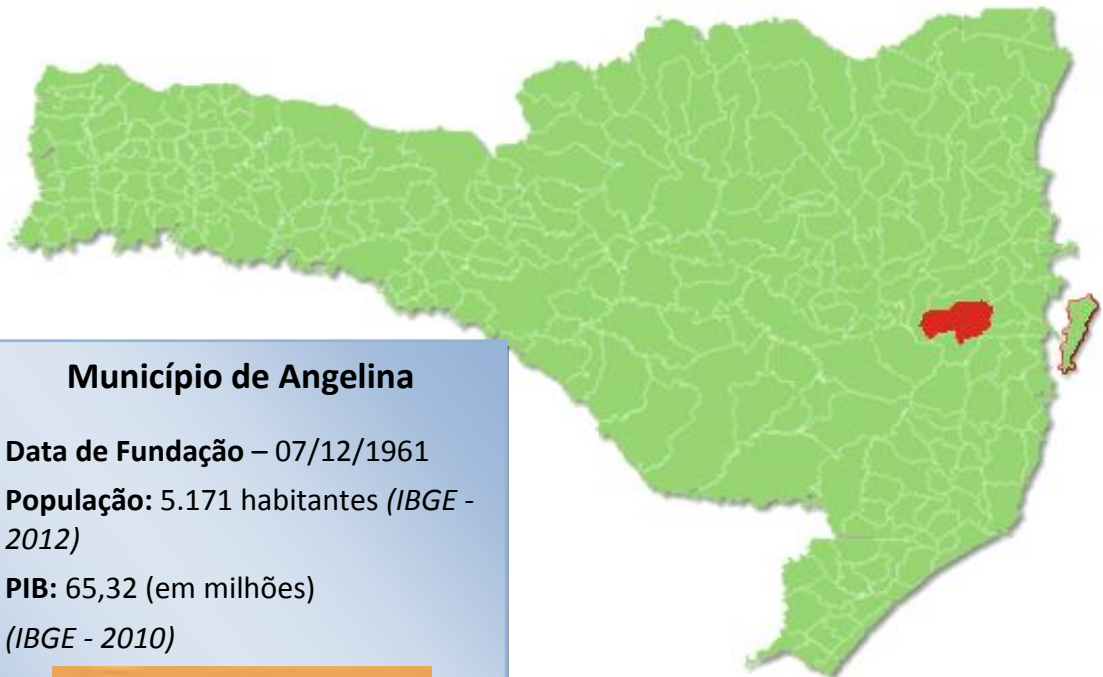 Município de Angelina
Data de Fundação – 07/12/1961
População: 5.171 habitantes (IBGE -
2012)
PIB: 65,32 (em milhões)
(IBGE - 2010)